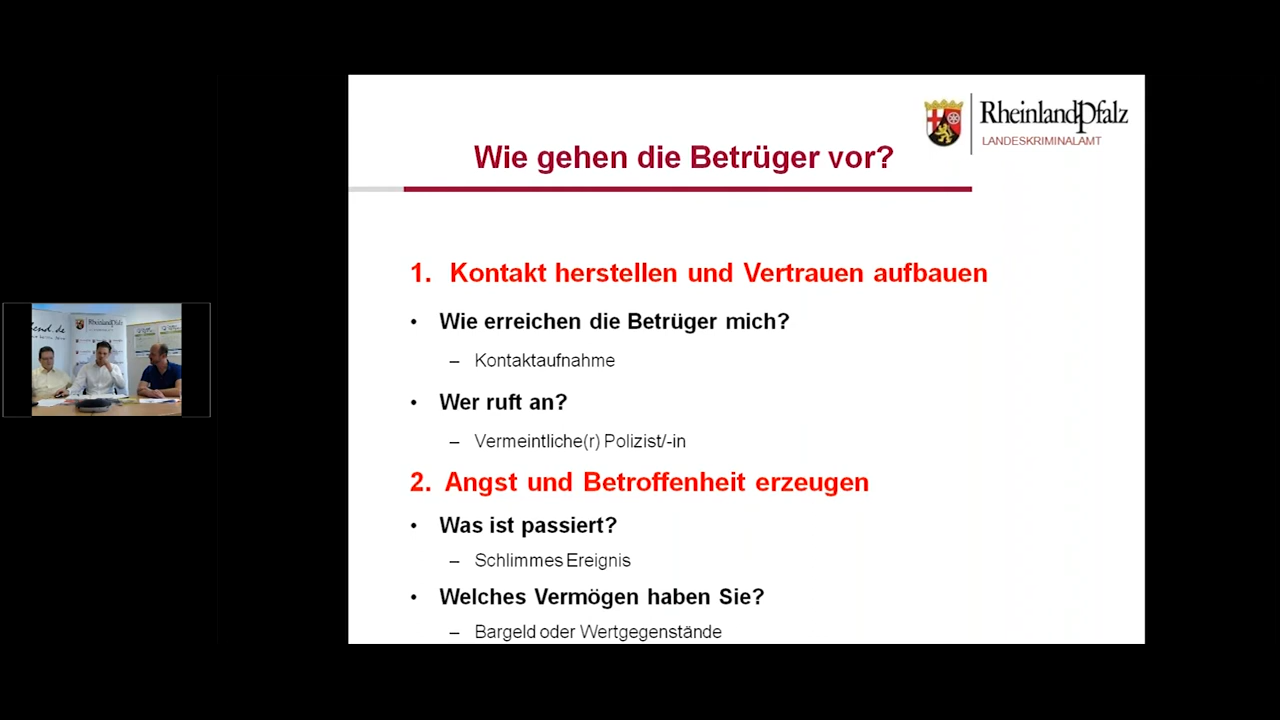 RheinlandPfalz
LANDESKRIMINALAMT
Wie gehen die Betrüger vor?
1. Kontakt herstellen und Vertrauen aufbauen
• Wie erreichen die Betrüger mich?
– Kontaktaufnahme
• Wer ruft an?
– Vermeintliche(r) Polizist/-in
2. Angst und Betroffenheit erzeugen
• Was ist passiert?
– Schlimmes Ereignis
• Welches Vermögen haben Sie?
– Bargeld oder Wertgegenstände
RheinlandPfalz